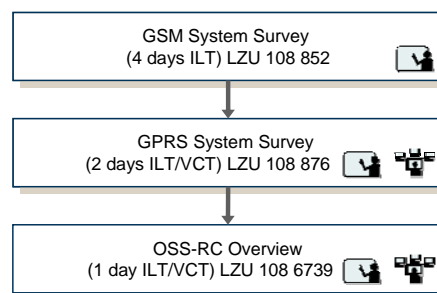 GSM System Survey
(4 days ILT) LZU 108 852
GPRS System Survey
(2 days ILT/VCT) LZU 108 876
OSS-RC Overview
(1 day ILT/VCT) LZU 108 6739